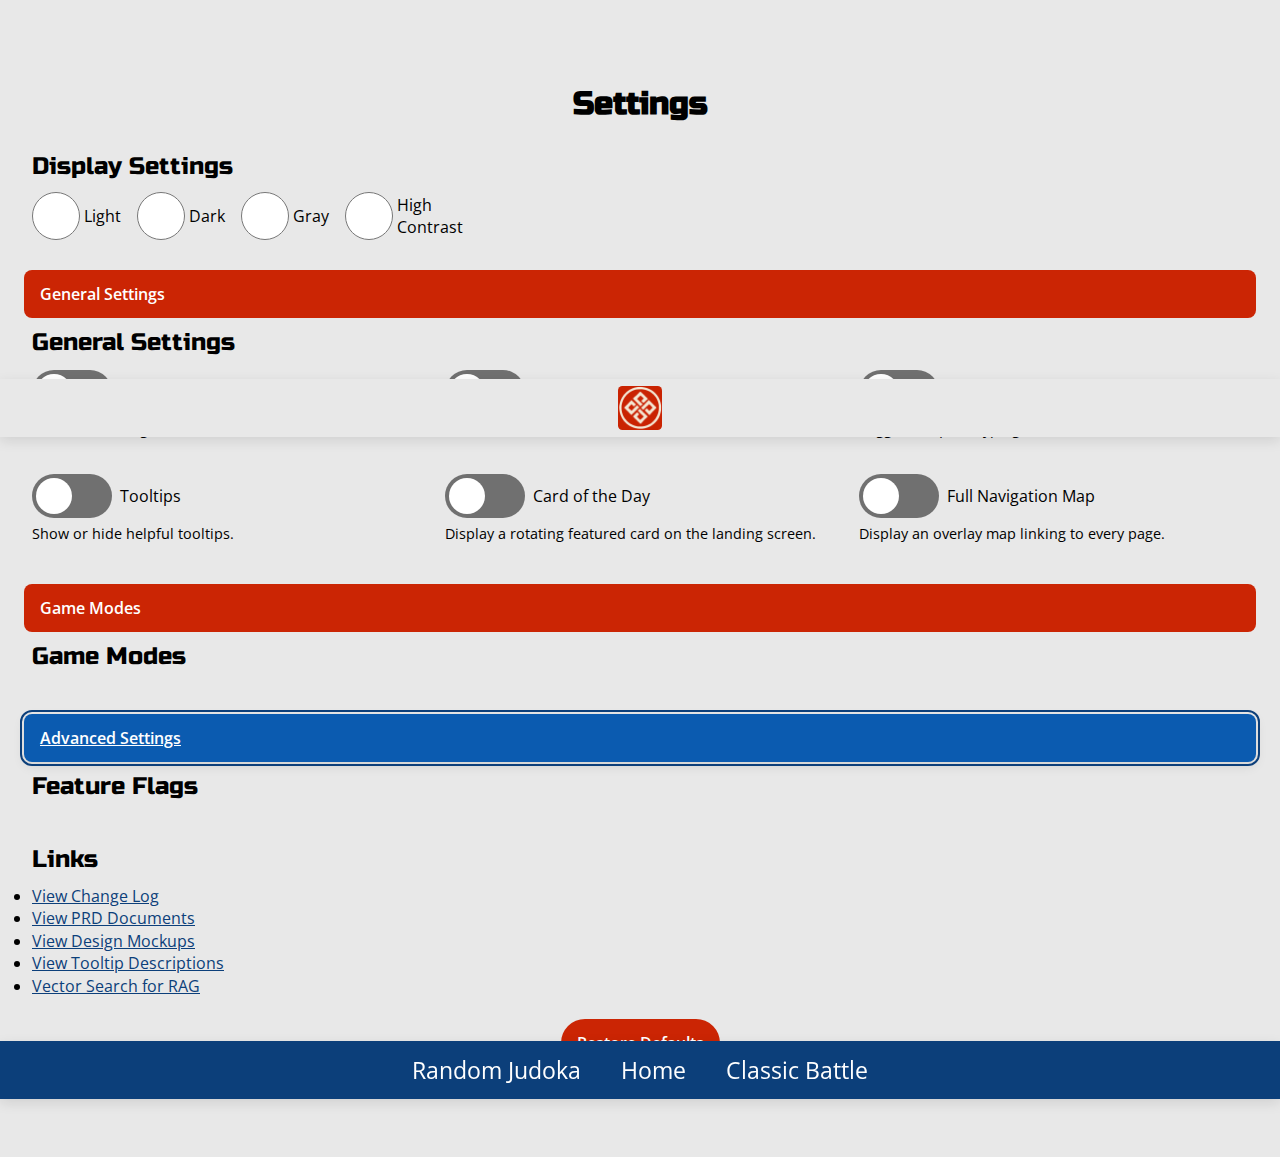 Settings
Display Settings
Light
Dark
Gray
High
Contrast
General Settings
General Settings
Tooltips
Card of the Day
Full Navigation Map
Show or hide helpful tooltips.
Display a rotating featured card on the landing screen.
Display an overlay map linking to every page.
Game Modes
Game Modes
Advanced Settings
Feature Flags
Links
View Change Log
View PRD Documents
View Design Mockups
View Tooltip Descriptions
Vector Search for RAG
Restore Defaults
Random Judoka
Home
Classic Battle